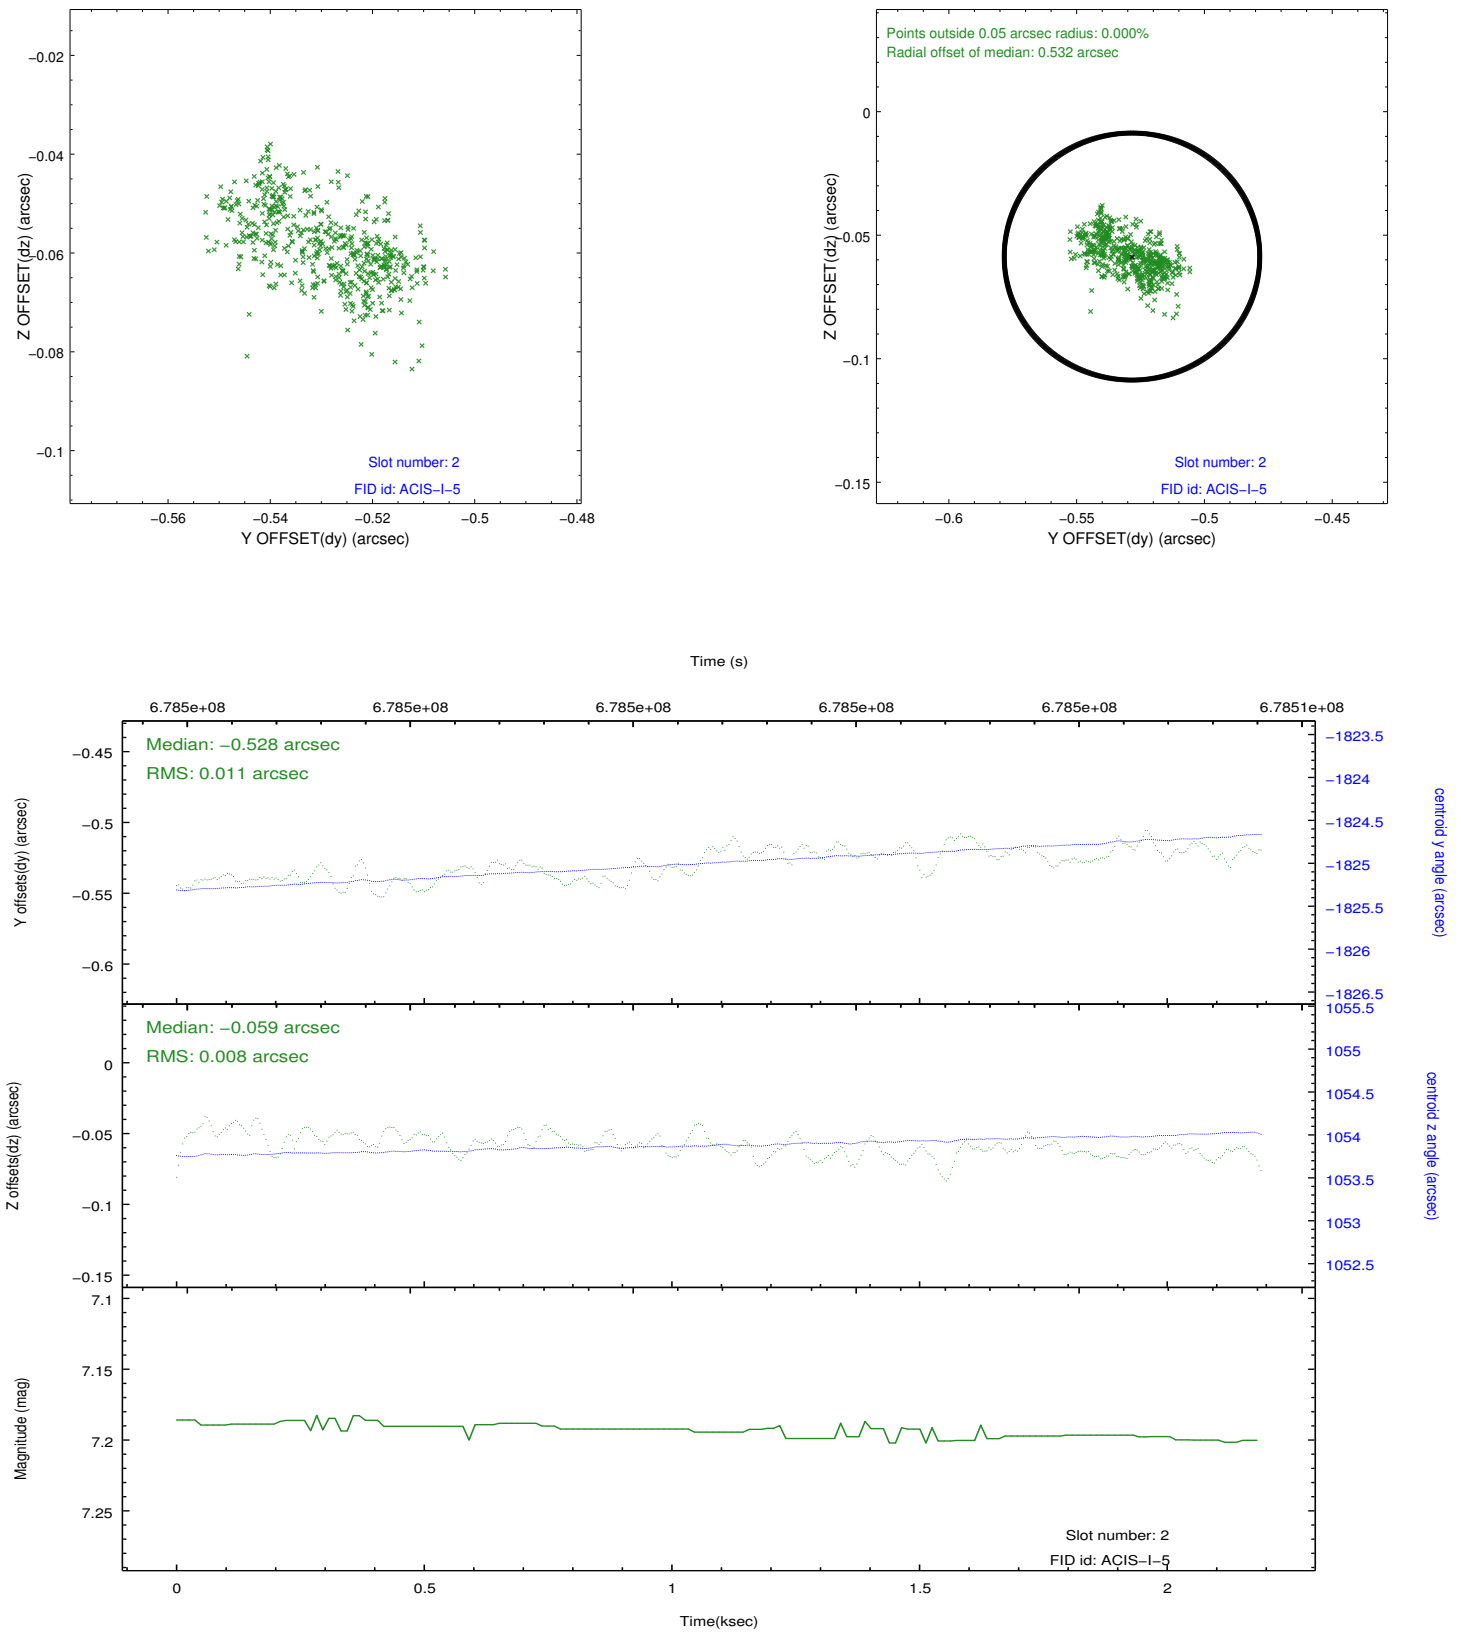 −0.02
−0.04
−0.06
−0.08
−0.1
Z OFFSET(dz) (arcsec)
Slot number: 2
FID id: ACIS−I−5
−0.56
−0.54
−0.52
−0.5
−0.48
Y OFFSET(dy) (arcsec)
Points outside 0.05 arcsec radius: 0.000%
Radial offset of median: 0.532 arcsec
0
−0.05
−0.1
−0.15
Z OFFSET(dz) (arcsec)
Slot number: 2
FID id: ACIS−I−5
−0.6
−0.55
−0.5
−0.45
Y OFFSET(dy) (arcsec)
Time (s)
6.785e+08
6.785e+08
6.785e+08
6.785e+08
6.785e+08
6.7851e+08
Median: −0.528 arcsec
RMS: 0.011 arcsec
−0.45
−0.5
−0.55
−0.6
Y offsets(dy) (arcsec)
−1823.5
−1824
−1824.5
−1825
−1825.5
−1826
−1826.5
centroid y angle (arcsec)
Median: −0.059 arcsec
RMS: 0.008 arcsec
0
−0.05
−0.1
−0.15
Z offsets(dz) (arcsec)
1055.5
1055
1054.5
1054
1053.5
1053
1052.5
centroid z angle (arcsec)
7.1
7.15
7.2
7.25
Magnitude (mag)
Slot number: 2
FID id: ACIS−I−5
0
0.5
1
1.5
2
Time(ksec)